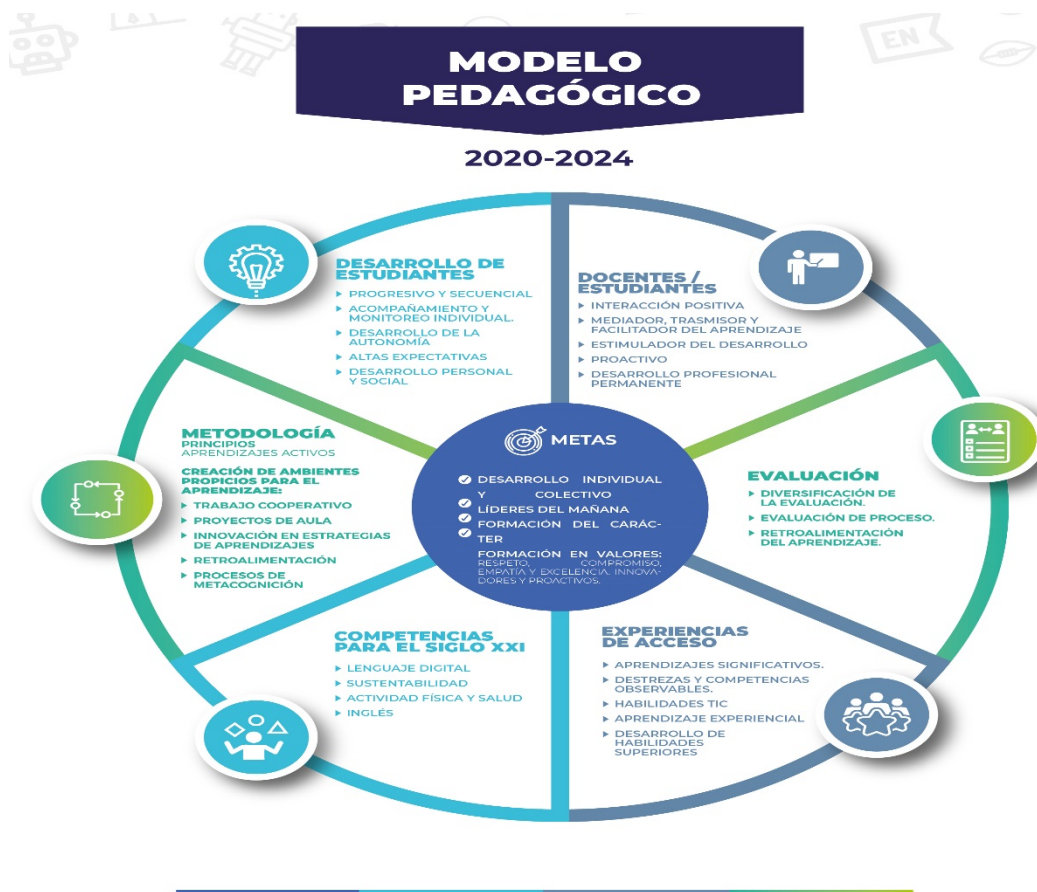 EN
MODELO
PEDAGÓGICO
2020-2024
DESARROLLO DE
ESTUDIANTES
PROGRESIVO Y SECUENCIAL
ACOMPAÑAMIENTO Y
MONITOREO INDIVIDUAL.
DESARROLLO DE LA
AUTONOMÍA
ALTAS EXPECTATIVAS
DESARROLLO PERSONAL
Y SOCIAL
DOCENTES /
ESTUDIANTES
INTERACCIÓN POSITIVA
MEDIADOR, TRASMISOR Y
FACILITADOR DEL APRENDIZAJE
ESTIMULADOR DEL DESARROLLO
PROACTIVO
DESARROLLO PROFESIONAL
PERMANENTE
METODOLOGÍA
PRINCIPIOS
APRENDIZAJES ACTIVOS
CREACIÓN DE AMBIENTES
PROPICIOS PARA EL
APRENDIZAJE:
TRABAJO COOPERATIVO
PROYECTOS DE AULA
INNOVACIÓN EN ESTRATEGIAS
DE APRENDIZAJES
RETROALIMENTACIÓN
PROCESOS DE
METACOGNICIÓN
METAS
DESARROLLO INDIVIDUAL
Y COLECTIVO
LÍDERES DEL MAÑANA
FORMACIÓN DEL CARÁC-
TER
FORMACIÓN EN VALORES:
RESPETO, COMPROMISO,
EMPATÍA Y EXCELENCIA. INNOVA-
DORES Y PROACTIVOS.
EVALUACIÓN
DIVERSIFICACIÓN DE
LA EVALUACIÓN.
EVALUACIÓN DE PROCESO.
RETROALIMENTACIÓN
DEL APRENDIZAJE.
COMPETENCIAS
PARA EL SIGLO XXI
LENGUAJE DIGITAL
SUSTENTABILIDAD
ACTIVIDAD FÍSICA Y SALUD
INGLÉS
EXPERIENCIAS
DE ACCESO
APRENDIZAJES SIGNIFICATIVOS.
DESTREZAS Y COMPETENCIAS
OBSERVABLES.
HABILIDADES TIC
APRENDIZAJE EXPERIENCIAL
DESARROLLO DE
HABILIDADES
SUPERIORES